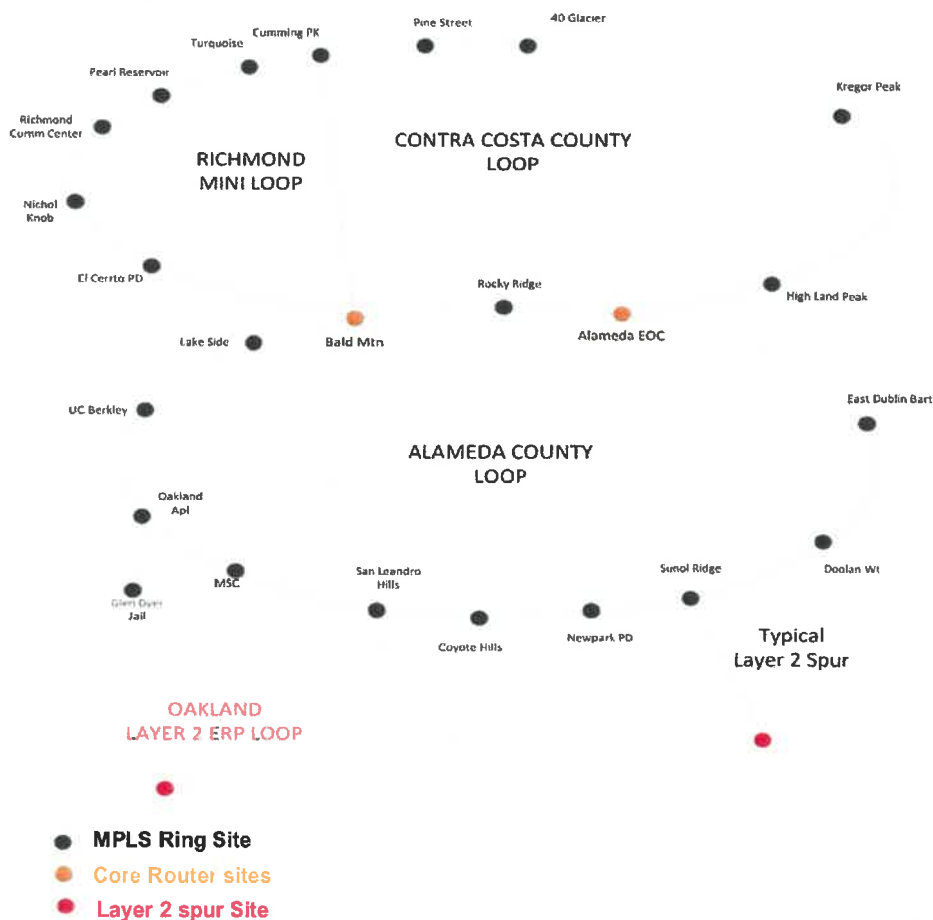 Pine Street
40 Glacier
Cumming PK
Turquoise
Pearl Reservoir
Kregor Peak
Richmond
Comm Center
CONTRA COSTA COUNTY
LOOP
RICHMOND
MINI LOOP
Nichol
Knob
El Cerrto PD
Rocky Ridge
High Land Peak
Lake Side
Bald Mtn
Alameda EOC
UC Berkley
East Dublin Bart
ALAMEDA COUNTY
LOOP
Oakland
Apl
MSC
San Leandro
Hills
Sunol Ridge
Doolan Wt
Glen Dyer
Jail
Coyote Hills
Newpark PD
Typical
Layer 2 Spur
OAKLAND
LAYER 2 ERP LOOP
MPLS Ring Site
Core Router sites
Layer 2 spur Site